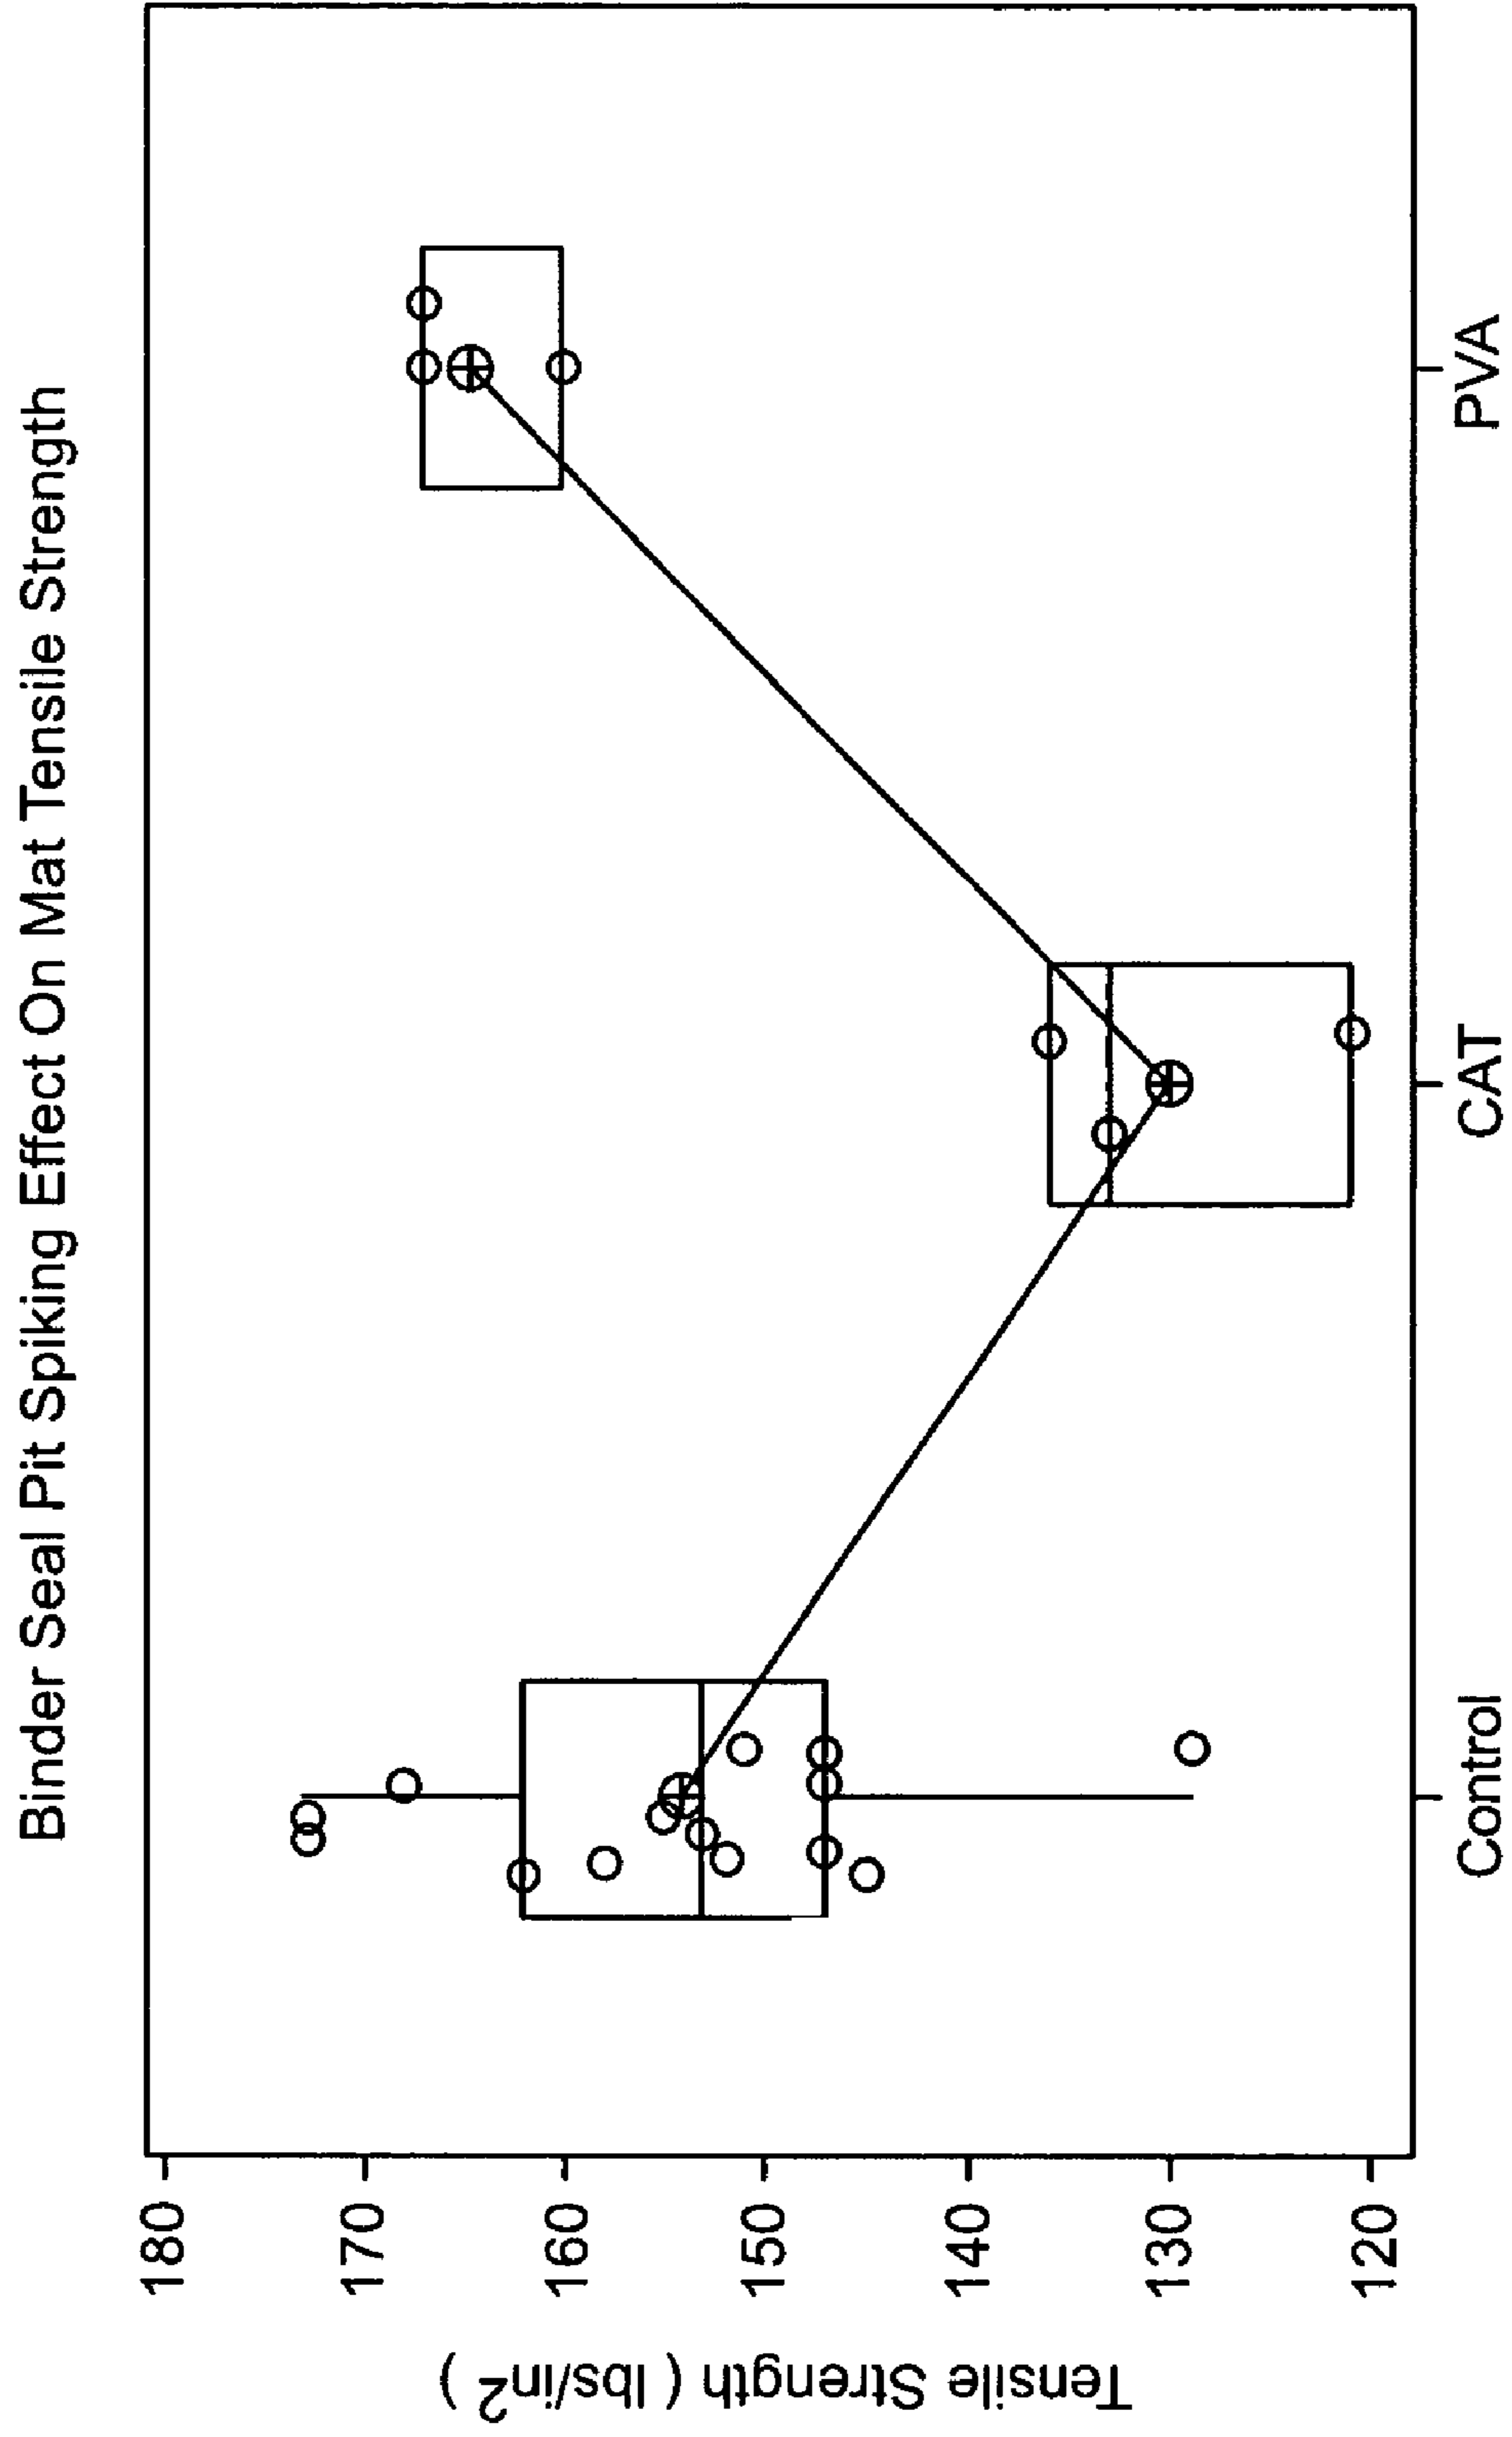 Binder Seal Pit Spiking Effect On Mat Tensile Strength
Tensile Strength ( lbs/in2 )
180
170
160
150
140
130
120
Control
CAT
PVA